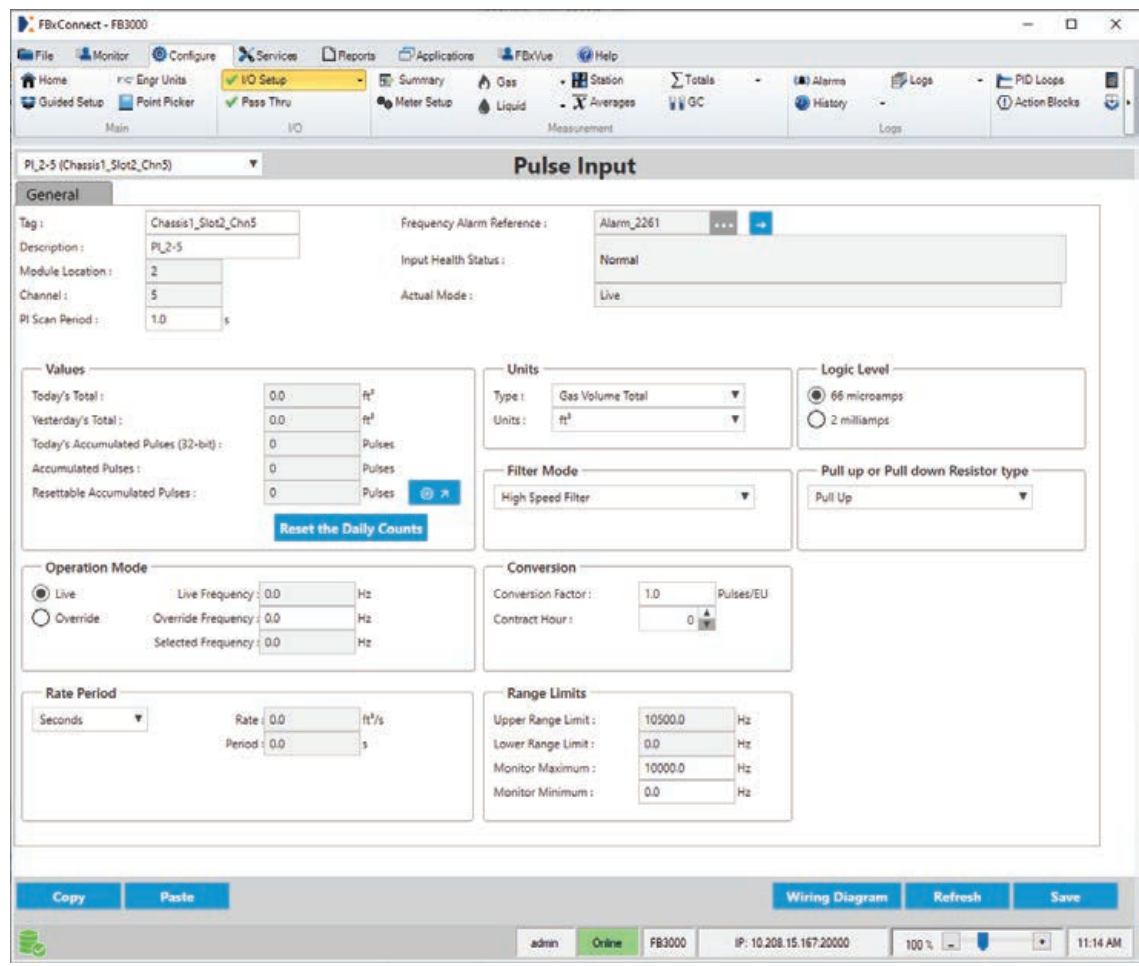 FBxConnect - FB3000
File Monitor Configure Services Reports Applications FBxVue Help
Home Engr Units I/O Setup Summary Gas Station Totals GC Alarms Logs PID Loops
Guided Setup Point Picker Pass Thru Meter Setup Liquid Averages History Action Blocks
Main I/O Measurement Logs
PI_2-5 (Chassis1_Slot2_Chn5) Pulse Input
General
Tag : Chassis1_Slot2_Chn5 Frequency Alarm Reference : Alarm_2261 ...
Description : PI_2-5 Input Health Status : Normal
Module Location : 2
Channel : 5 Actual Mode : Live
PI Scan Period : 1.0 s
Values
Today's Total : 0.0 ft³
Yesterday's Total : 0.0 ft³
Today's Accumulated Pulses (32-bit) : 0 Pulses
Accumulated Pulses : 0 Pulses
Resettable Accumulated Pulses : 0 Pulses
Reset the Daily Counts
Units
Type : Gas Volume Total
Units : ft³
Logic Level
66 microamps
2 milliamps
Filter Mode
High Speed Filter
Pull up or Pull down Resistor type
Pull Up
Operation Mode
Live Live Frequency : 0.0 Hz
Override Override Frequency : 0.0 Hz
Selected Frequency : 0.0 Hz
Conversion
Conversion Factor : 1.0 Pulses/EU
Contract Hour : 0
Rate Period
Seconds Rate : 0.0 ft³/s
Period : 0.0 s
Range Limits
Upper Range Limit : 10500.0 Hz
Lower Range Limit : 0.0 Hz
Monitor Maximum : 10000.0 Hz
Monitor Minimum : 0.0 Hz
Copy Paste Wiring Diagram Refresh Save
admin Online FB3000 IP: 10.208.15.167:20000 100 % - + 11:14 AM